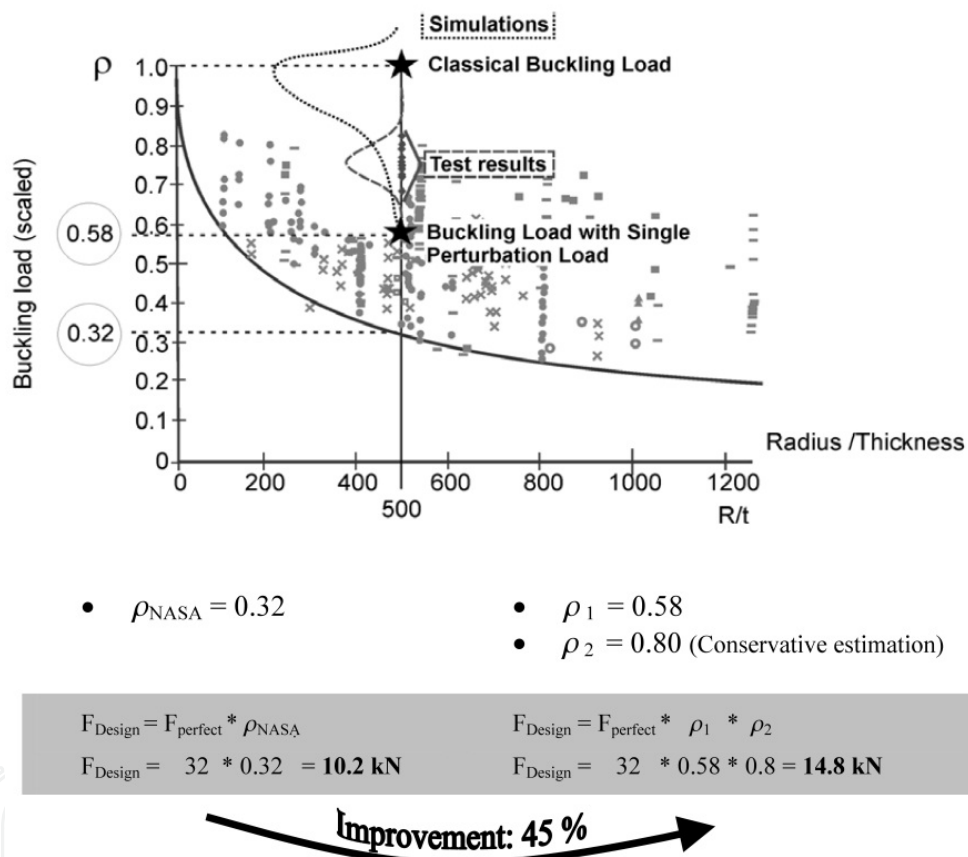 Simulations
ρ
1.0
Classical Buckling Load
0.9
0.8
Test results
0.7
0.6
0.58
Buckling Load with Single
Perturbation Load
0.5
0.4
0.32
0.3
0.2
0.1
0
Buckling load (scaled)
Radius /Thickness
0 200 400 600 800 1000 1200
500
R/t
• ρNASA = 0.32
• ρ 1 = 0.58
• ρ 2 = 0.80 (Conservative estimation)
FDesign = Fperfect * ρNASA
FDesign = Fperfect * ρ1 * ρ2
FDesign = 32 * 0.32 = 10.2 kN
FDesign = 32 * 0.58 * 0.8 = 14.8 kN
Improvement: 45 %